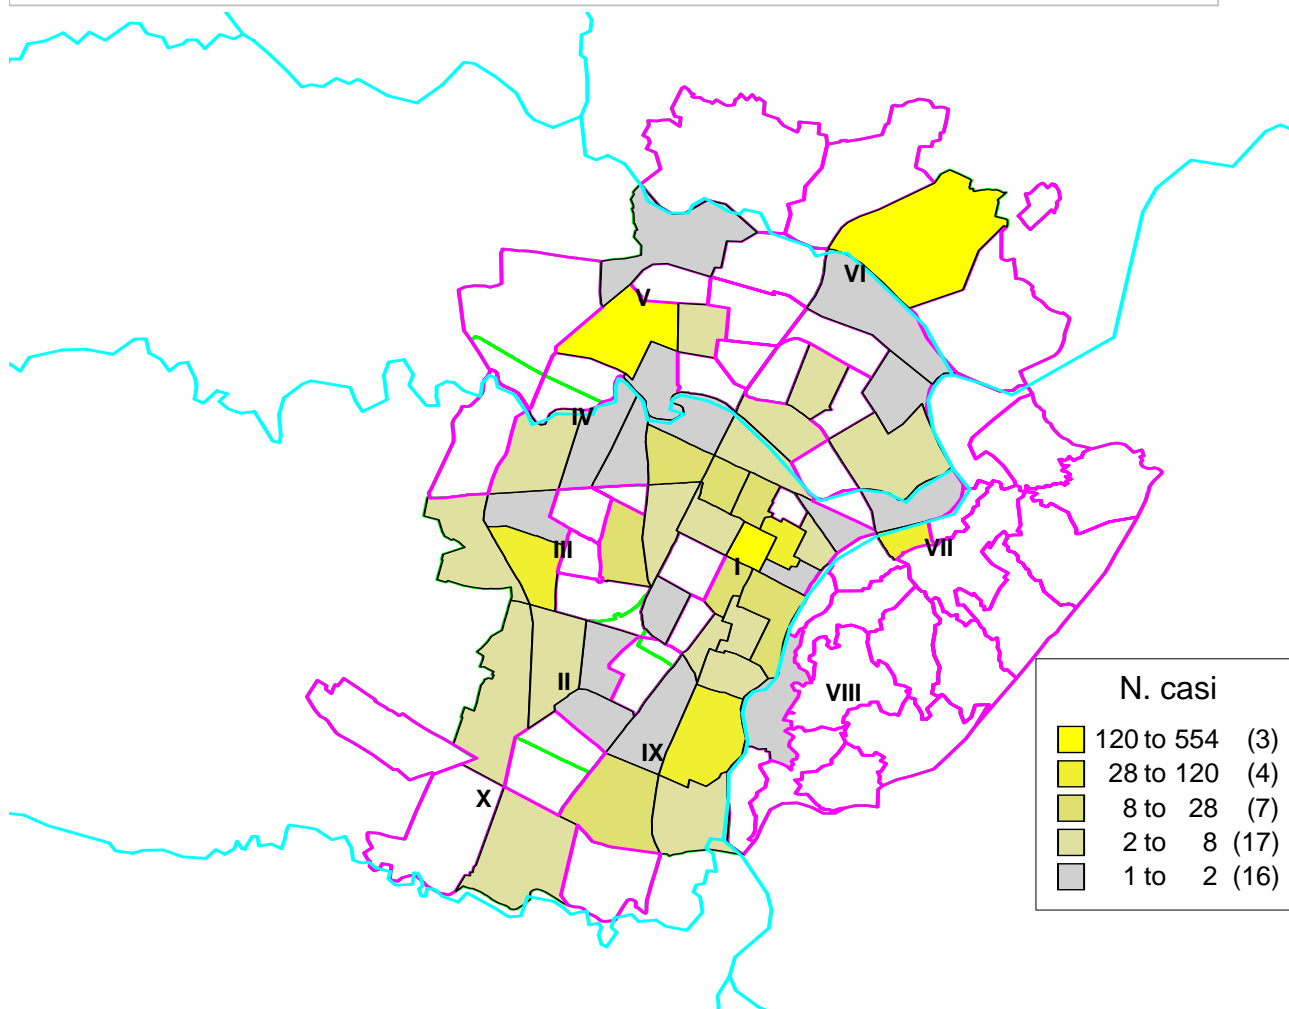 VI
V
IV
III
I
VII
II
VIII
IX
X
N. casi
120 to 554 (3)
28 to 120 (4)
8 to 28 (7)
2 to 8 (17)
1 to 2 (16)